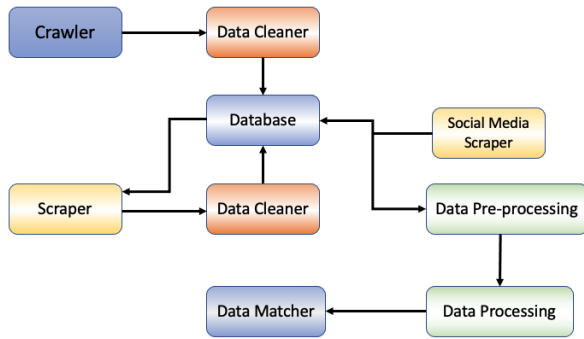 Crawler
Data Cleaner
Database
Social Media
Scraper
Scraper
Data Cleaner
Data Pre-processing
Data Matcher
Data Processing